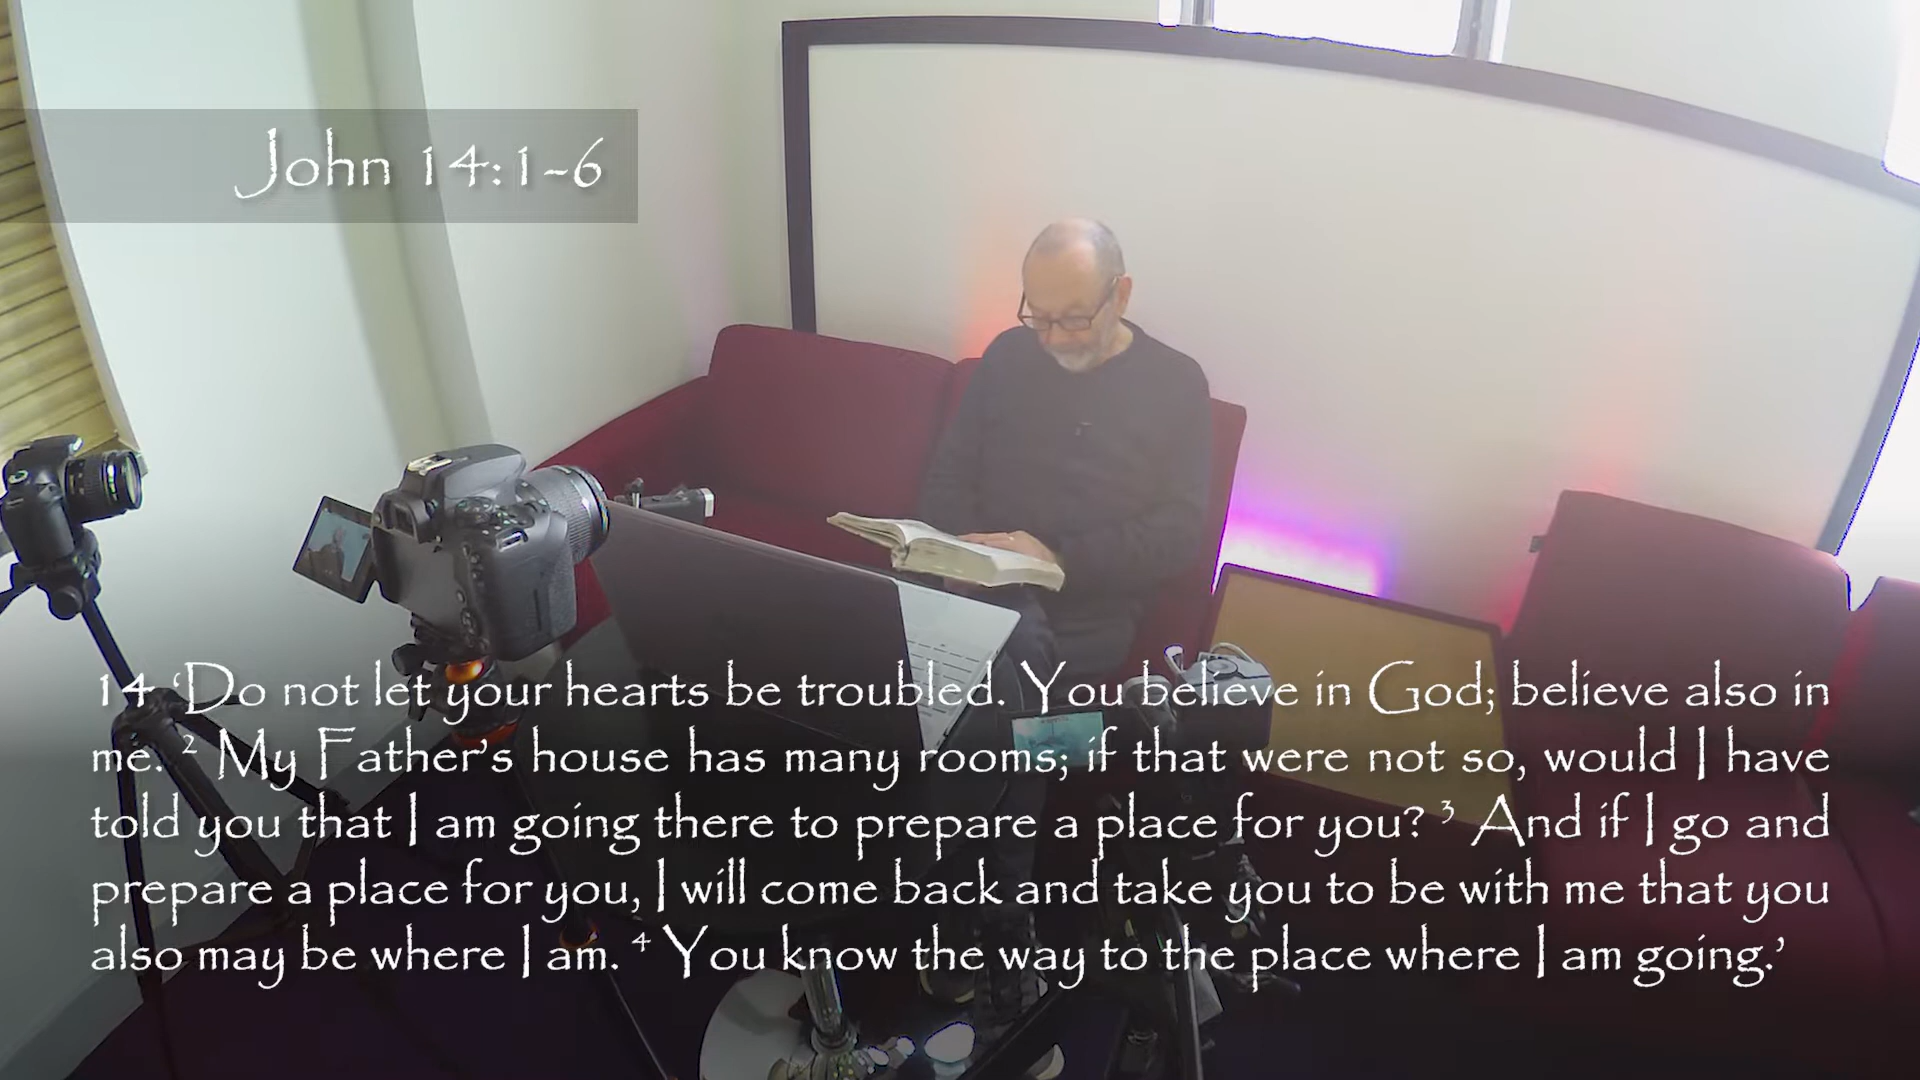 John 14:1-6
14 ‘Do not let your hearts be troubled. You believe in God; believe also in
me. ² My Father’s house has many rooms; if that were not so, would I have
told you that I am going there to prepare a place for you? ³ And if I go and
prepare a place for you, I will come back and take you to be with me that you
also may be where I am. ⁴ You know the way to the place where I am going.’